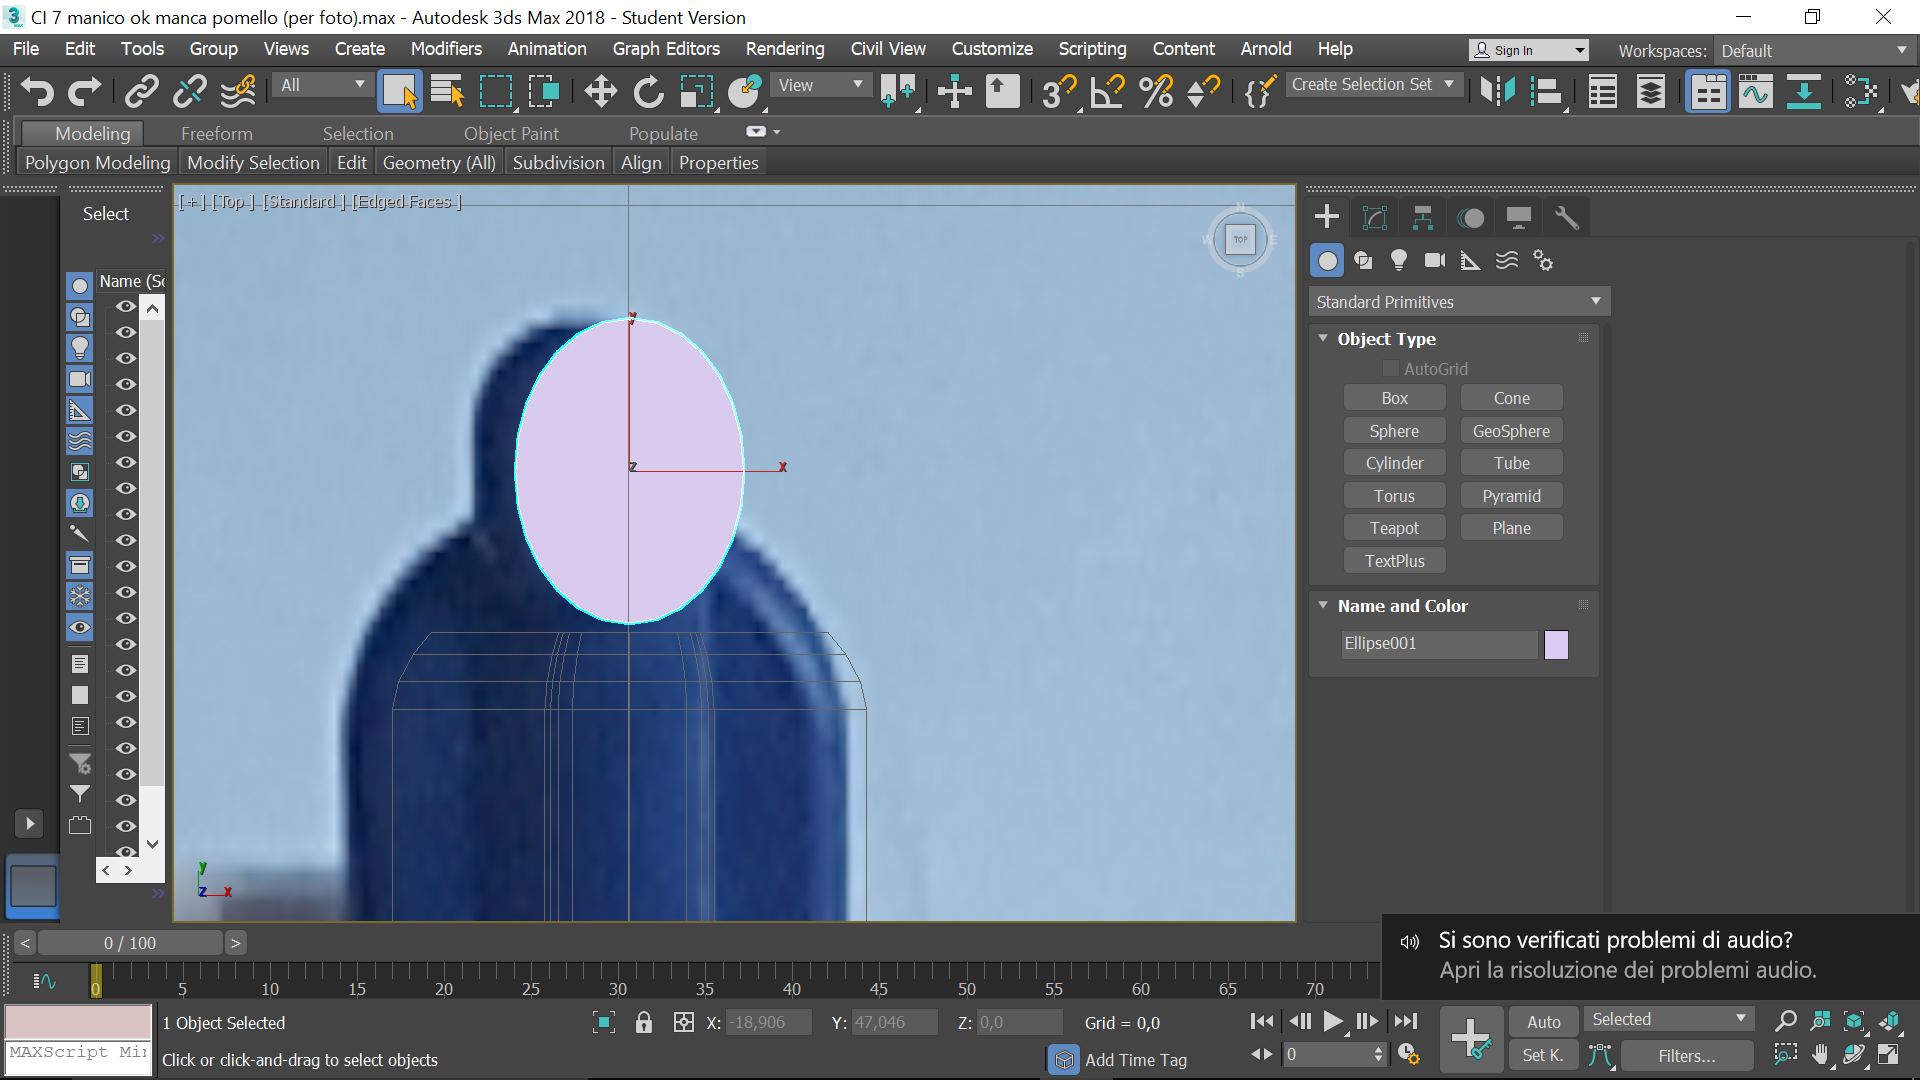 CI 7 manico ok manca pomello (per foto).max - Autodesk 3ds Max 2018 - Student Version
File Edit Tools Group Views Create Modifiers Animation Graph Editors Rendering Civil View Customize Scripting Content Arnold Help
Sign In
Workspaces: Default
All
View
Create Selection Set
Modeling Freeform Selection Object Paint Populate
Polygon Modeling Modify Selection Edit Geometry (All) Subdivision Align Properties
Select
Name (Sc
[+] [Top ] [Standard ] [Edged Faces ]
N
W TOP E
S
y
z x
y
z x
Standard Primitives
Object Type
AutoGrid
Box Cone
Sphere GeoSphere
Cylinder Tube
Torus Pyramid
Teapot Plane
TextPlus
Name and Color
Ellipse001
Si sono verificati problemi di audio?
Apri la risoluzione dei problemi audio.
< 0 / 100 >
0 5 10 15 20 25 30 35 40 45 50 55 60 65 70
1 Object Selected
X: -18,906 Y: 47,046 Z: 0,0 Grid = 0,0
MAXScript Mi
Click or click-and-drag to select objects
Add Time Tag
0
Auto Selected
Set K. Filters...